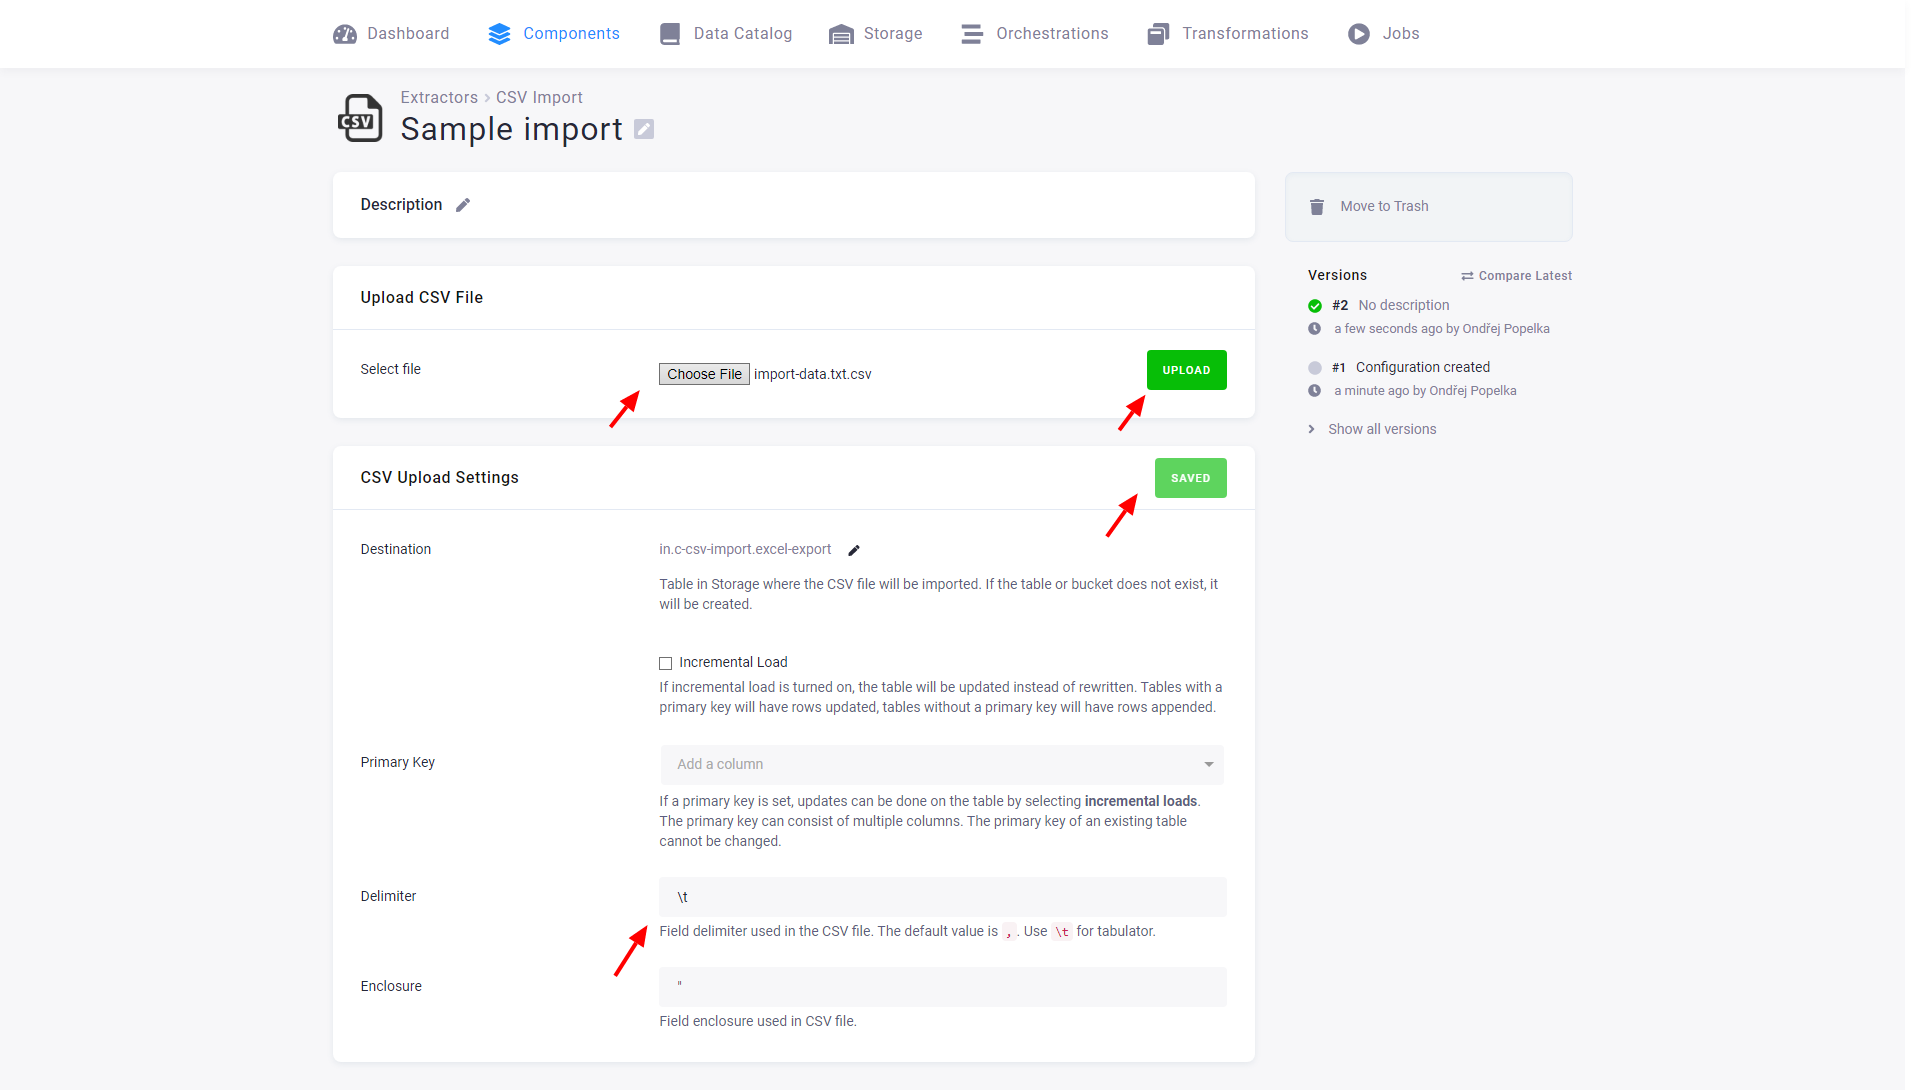 Dashboard Components Data Catalog Storage Orchestrations Transformations Jobs
CSV
Extractors › CSV Import
Sample import
Description
Upload CSV File
Select file
Choose File import-data.txt.csv
UPLOAD
CSV Upload Settings
SAVED
Destination
in.c-csv-import.excel-export
Table in Storage where the CSV file will be imported. If the table or bucket does not exist, it
will be created.
Incremental Load
If incremental load is turned on, the table will be updated instead of rewritten. Tables with a
primary key will have rows updated, tables without a primary key will have rows appended.
Primary Key
Add a column
If a primary key is set, updates can be done on the table by selecting incremental loads.
The primary key can consist of multiple columns. The primary key of an existing table
cannot be changed.
Delimiter
\t
Field delimiter used in the CSV file. The default value is , . Use \t for tabulator.
Enclosure
"
Field enclosure used in CSV file.
Move to Trash
Versions
Compare Latest
#2 No description
a few seconds ago by Ondřej Popelka
#1 Configuration created
a minute ago by Ondřej Popelka
Show all versions